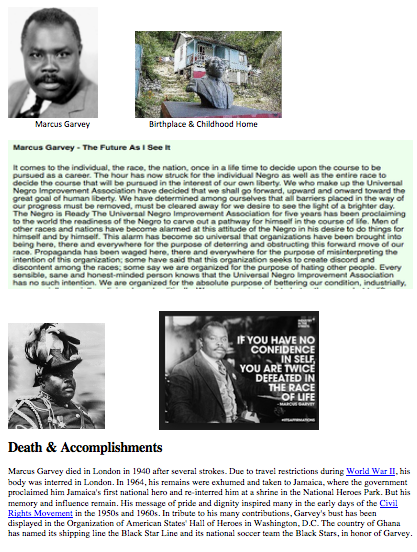 Marcus Garvey
Birthplace & Childhood Home
Marcus Garvey - The Future As I See It
It comes to the individual, the race, the nation, once in a life time to decide upon the course to be
pursued as a career. The hour has now struck for the individual Negro as well as the entire race to
decide the course that will be pursued in the interest of our own liberty. We who make up the Universal
Negro Improvement Association have decided that we shall go forward, upward and onward toward the
great goal of human liberty. We have determined among ourselves that all barriers placed in the way of
our progress must be removed, must be cleared away for we desire to see the light of a brighter day.
The Negro is Ready The Universal Negro Improvement Association for five years has been proclaiming
to the world the readiness of the Negro to carve out a pathway for himself in the course of life. Men of
other races and nations have become alarmed at this attitude of the Negro in his desire to do things for
himself and by himself. This alarm has become so universal that organizations have been brought into
being here, there and everywhere for the purpose of deterring and obstructing this forward move of our
race. Propaganda has been waged here, there and everywhere for the purpose of misinterpreting the
intention of this organization; some have said that this organization seeks to create discord and
discontent among the races; some say we are organized for the purpose of hating other people. Every
sensible, sane and honest-minded person knows that the Universal Negro Improvement Association
has no such intention. We are organized for the absolute purpose of bettering our condition, industrially,
IF YOU HAVE NO
CONFIDENCE
IN SELF,
YOU ARE TWICE
DEFEATED IN
THE RACE
OF LIFE
-MARCUS GARVEY
Death & Accomplishments
Marcus Garvey died in London in 1940 after several strokes. Due to travel restrictions during World War II, his
body was interred in London. In 1964, his remains were exhumed and taken to Jamaica, where the government
proclaimed him Jamaica's first national hero and re-interred him at a shrine in the National Heroes Park. But his
memory and influence remain. His message of pride and dignity inspired many in the early days of the Civil
Rights Movement in the 1950s and 1960s. In tribute to his many contributions, Garvey's bust has been
displayed in the Organization of American States' Hall of Heroes in Washington, D.C. The country of Ghana
has named its shipping line the Black Star Line and its national soccer team the Black Stars, in honor of Garvey.